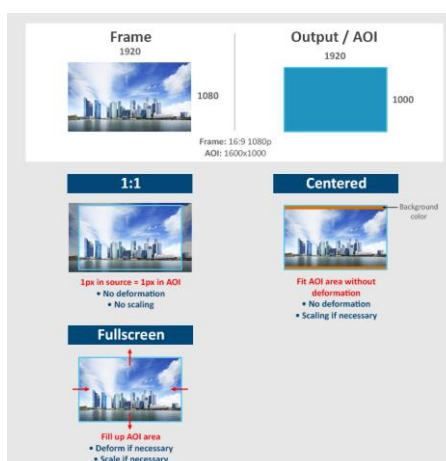 Frame
1920
1080
Output / AOI
1920
1000
Frame: 16:9 1080p
AOI: 1600x1000
1:1
1px in source = 1px in AOI
• No deformation
• No scaling
Centered
Background
color
Fit AOI area without
deformation
• No deformation
• Scaling if necessary
Fullscreen
Fill up AOI area
• Deform if necessary
• Scale if necessary